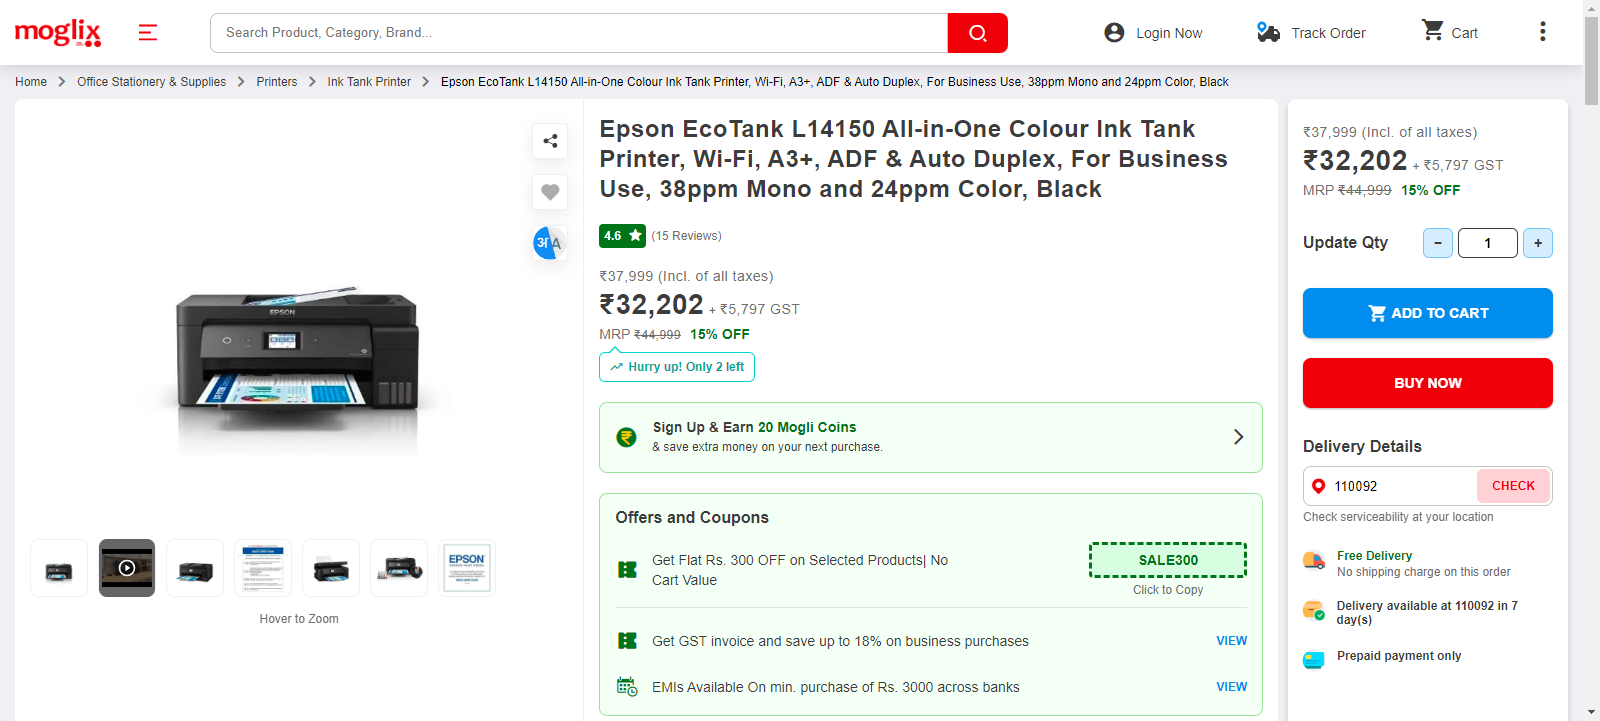 moglix
Search Product, Category, Brand...
Login Now
Track Order
Cart
Home
Office Stationery & Supplies
Printers
Ink Tank Printer
Epson EcoTank L14150 All-in-One Colour Ink Tank Printer, Wi-Fi, A3+, ADF & Auto Duplex, For Business Use, 38ppm Mono and 24ppm Color, Black
अ A
EPSON
EPSON
Hover to Zoom
Epson EcoTank L14150 All-in-One Colour Ink Tank
Printer, Wi-Fi, A3+, ADF & Auto Duplex, For Business
Use, 38ppm Mono and 24ppm Color, Black
4.6
(15 Reviews)
₹37,999 (Incl. of all taxes)
₹32,202 + ₹5,797 GST
MRP ₹44,999 15% OFF
Hurry up! Only 2 left
Sign Up & Earn 20 Mogli Coins
& save extra money on your next purchase.
Offers and Coupons
Get Flat Rs. 300 OFF on Selected Products| No
Cart Value
SALE300
Click to Copy
Get GST invoice and save up to 18% on business purchases
VIEW
EMIs Available On min. purchase of Rs. 3000 across banks
VIEW
₹37,999 (Incl. of all taxes)
₹32,202 + ₹5,797 GST
MRP ₹44,999 15% OFF
Update Qty
- 1 +
ADD TO CART
BUY NOW
Delivery Details
110092
CHECK
Check serviceability at your location
Free Delivery
No shipping charge on this order
Delivery available at 110092 in 7
day(s)
Prepaid payment only